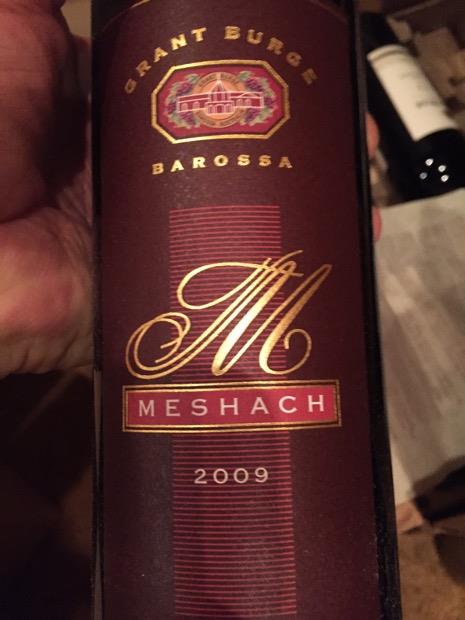 GRANT BURGE
BAROSSA
M
MESHACH
2009